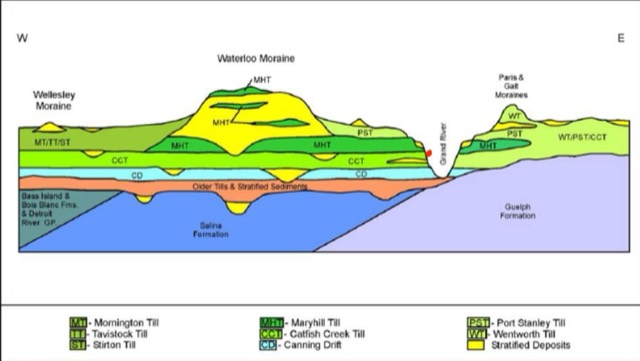 W
E
Waterloo Moraine
MHT
Wellesley
Moraine
Paris &
Galt
Moraines
MHT
WT
PST
PST
Grand River
MT/TT/ST
MHT
MHT
MHT
WT/PST/CCT
CCT
CCT
CD
CD
Older Tills & Stratified Sediments
Bass Island &
Bois Blanc Fms.
& Detroit
River GP.
Salina
Formation
Guelph
Formation
MT - Mornington Till
TT - Tavistock Till
ST - Stirton Till
MHT - Maryhill Till
CCT - Catfish Creek Till
CD - Canning Drift
PST - Port Stanley Till
WT - Wentworth Till
Stratified Deposits